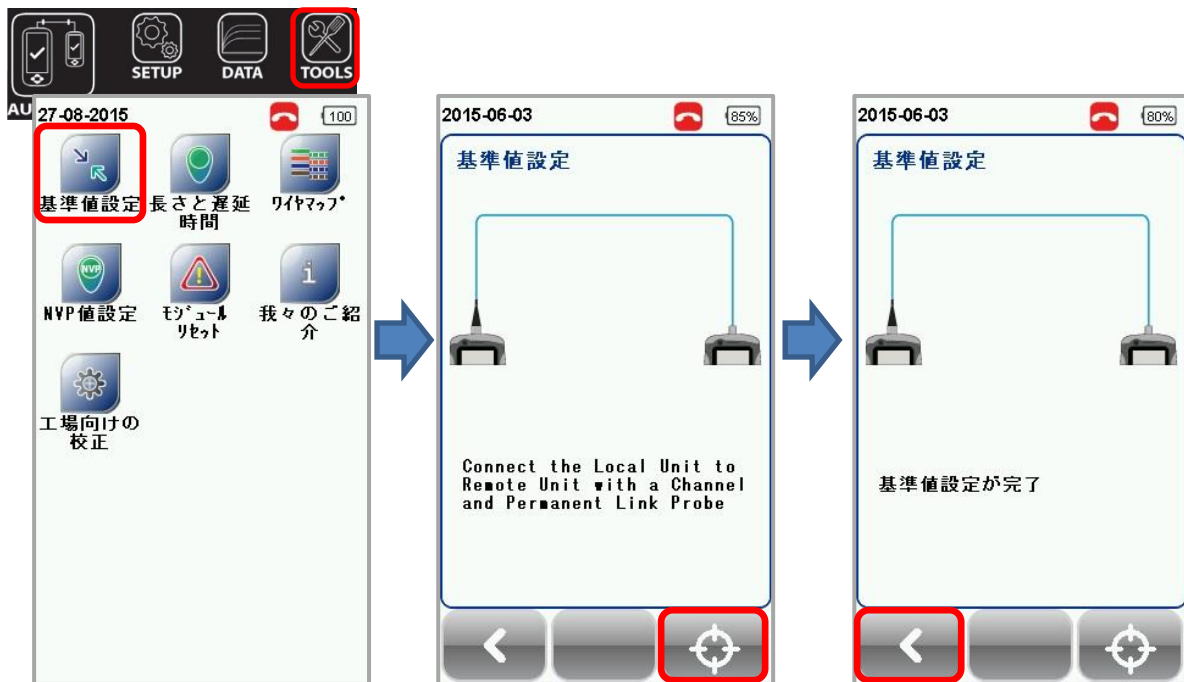 SETUP
DATA
TOOLS
AU
27-08-2015
100
基準値設定
長さと遅延
時間
ﾜｲﾔﾏｯﾌﾟ
NVP
NVP値設定
ﾓｼﾞｭｰﾙ
ﾘｾｯﾄ
i
我々のご紹
介
工場向けの
校正
2015-06-03
85%
基準値設定
Connect the Local Unit to
Remote Unit with a Channel
and Permanent Link Probe
2015-06-03
80%
基準値設定
基準値設定が完了